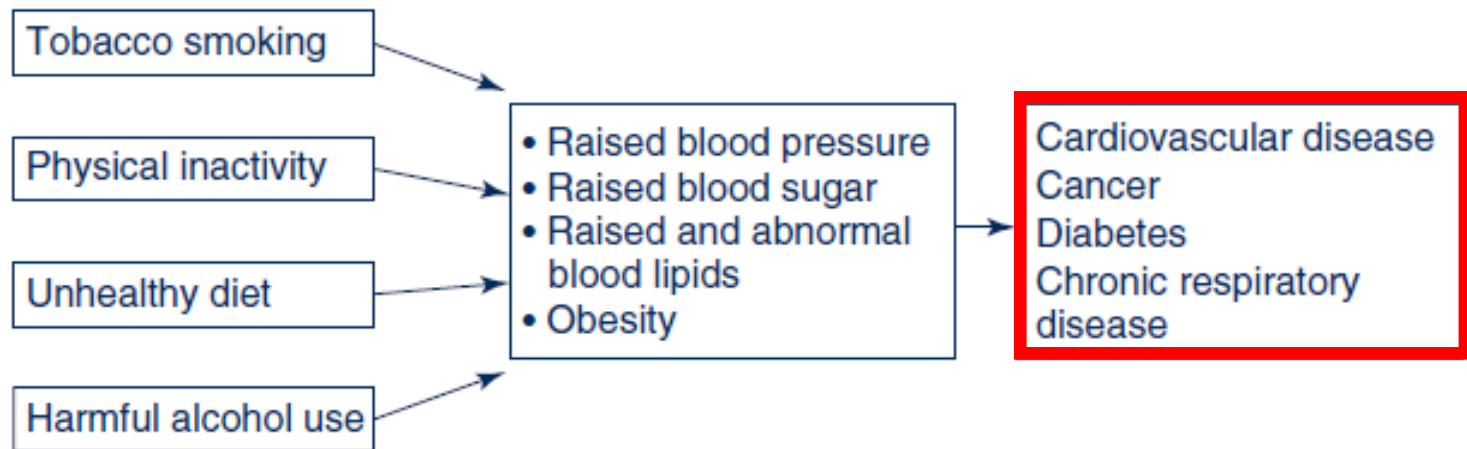 Tobacco smoking
Physical inactivity
Unhealthy diet
Harmful alcohol use
• Raised blood pressure
• Raised blood sugar
• Raised and abnormal
blood lipids
• Obesity
Cardiovascular disease
Cancer
Diabetes
Chronic respiratory
disease